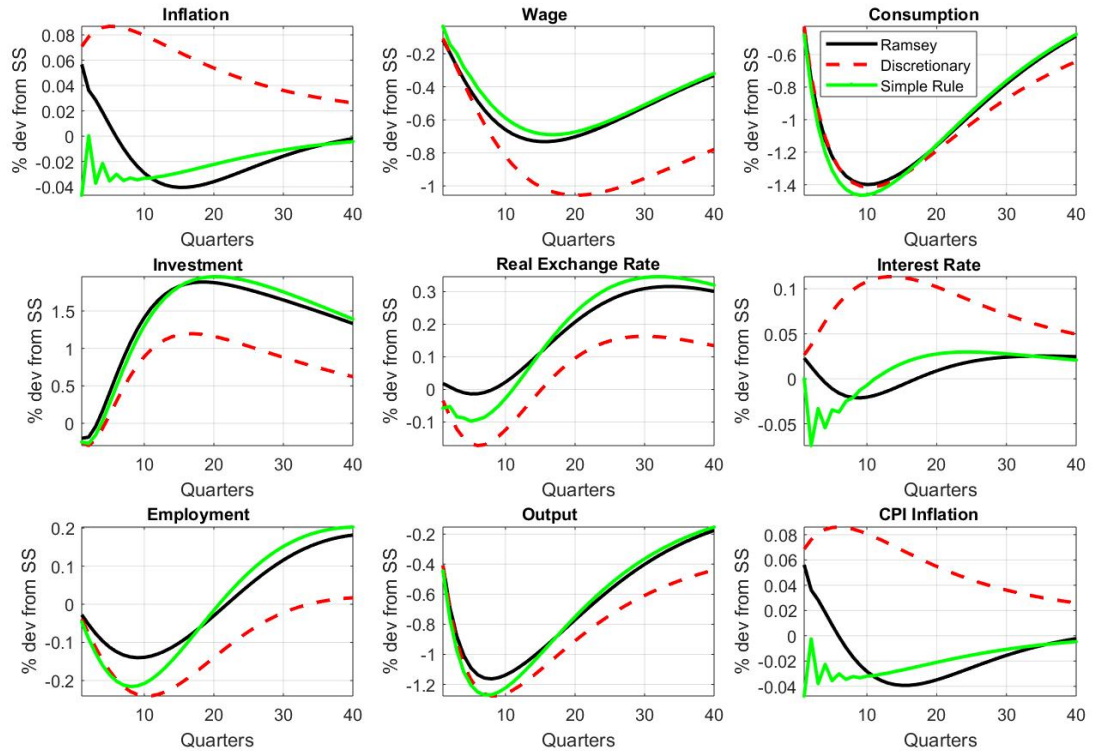 Inflation
% dev from SS
0.08
0.06
0.04
0.02
0
-0.02
-0.04
10 20 30 40
Quarters
Wage
% dev from SS
-0.2
-0.4
-0.6
-0.8
-1
10 20 30 40
Quarters
Consumption
% dev from SS
-0.6
-0.8
-1
-1.2
-1.4
10 20 30 40
Quarters
Ramsey
Discretionary
Simple Rule
Investment
% dev from SS
1.5
1
0.5
0
10 20 30 40
Quarters
Real Exchange Rate
% dev from SS
0.3
0.2
0.1
0
-0.1
10 20 30 40
Quarters
Interest Rate
% dev from SS
0.1
0.05
0
-0.05
10 20 30 40
Quarters
Employment
% dev from SS
0.2
0.1
0
-0.1
-0.2
10 20 30 40
Quarters
Output
% dev from SS
-0.2
-0.4
-0.6
-0.8
-1
-1.2
10 20 30 40
Quarters
CPI Inflation
% dev from SS
0.08
0.06
0.04
0.02
0
-0.02
-0.04
10 20 30 40
Quarters